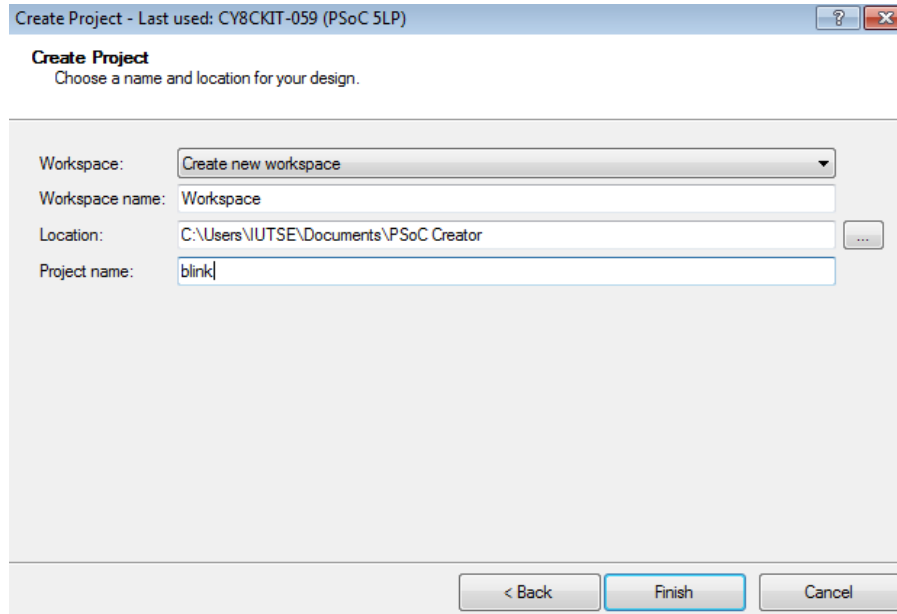 Create Project - Last used: CY8CKIT-059 (PSoC 5LP)
Create Project
Choose a name and location for your design.
Workspace: Create new workspace
Workspace name: Workspace
Location: C:\Users\IUTSE\Documents\PSoC Creator ...
Project name: blink
< Back Finish Cancel